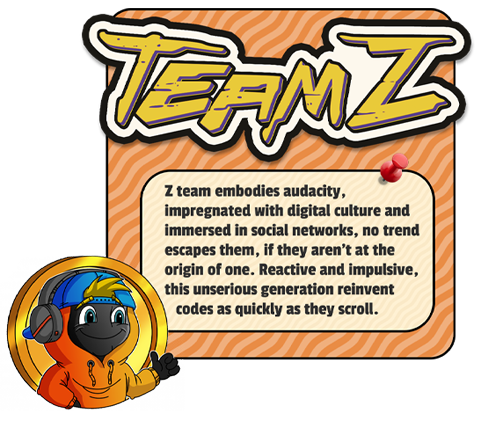 TEAM Z
Z team embodies audacity,
impregnated with digital culture and
immersed in social networks, no trend
escapes them, if they aren't at the
origin of one. Reactive and impulsive,
this unserious generation reinvent
codes as quickly as they scroll.